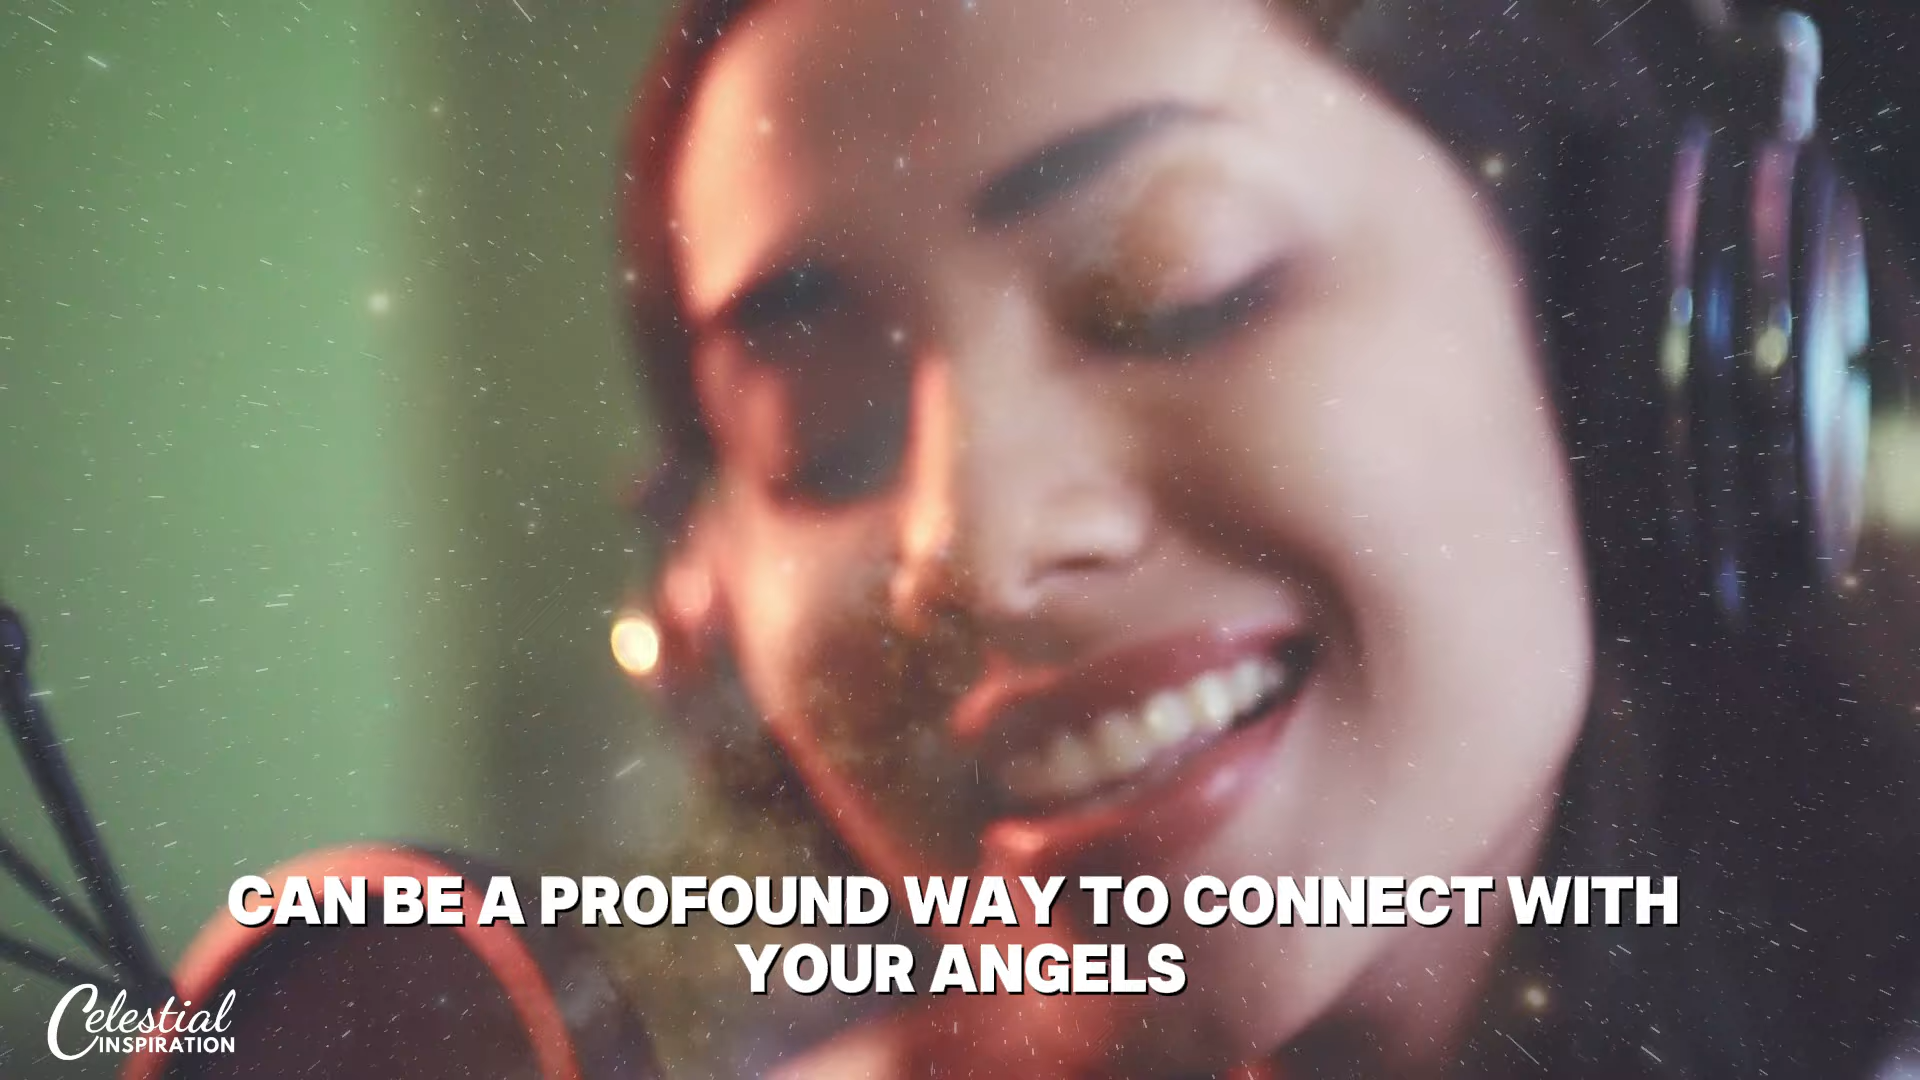 CAN BE A PROFOUND WAY TO CONNECT WITH
YOUR ANGELS
Celestial
INSPIRATION